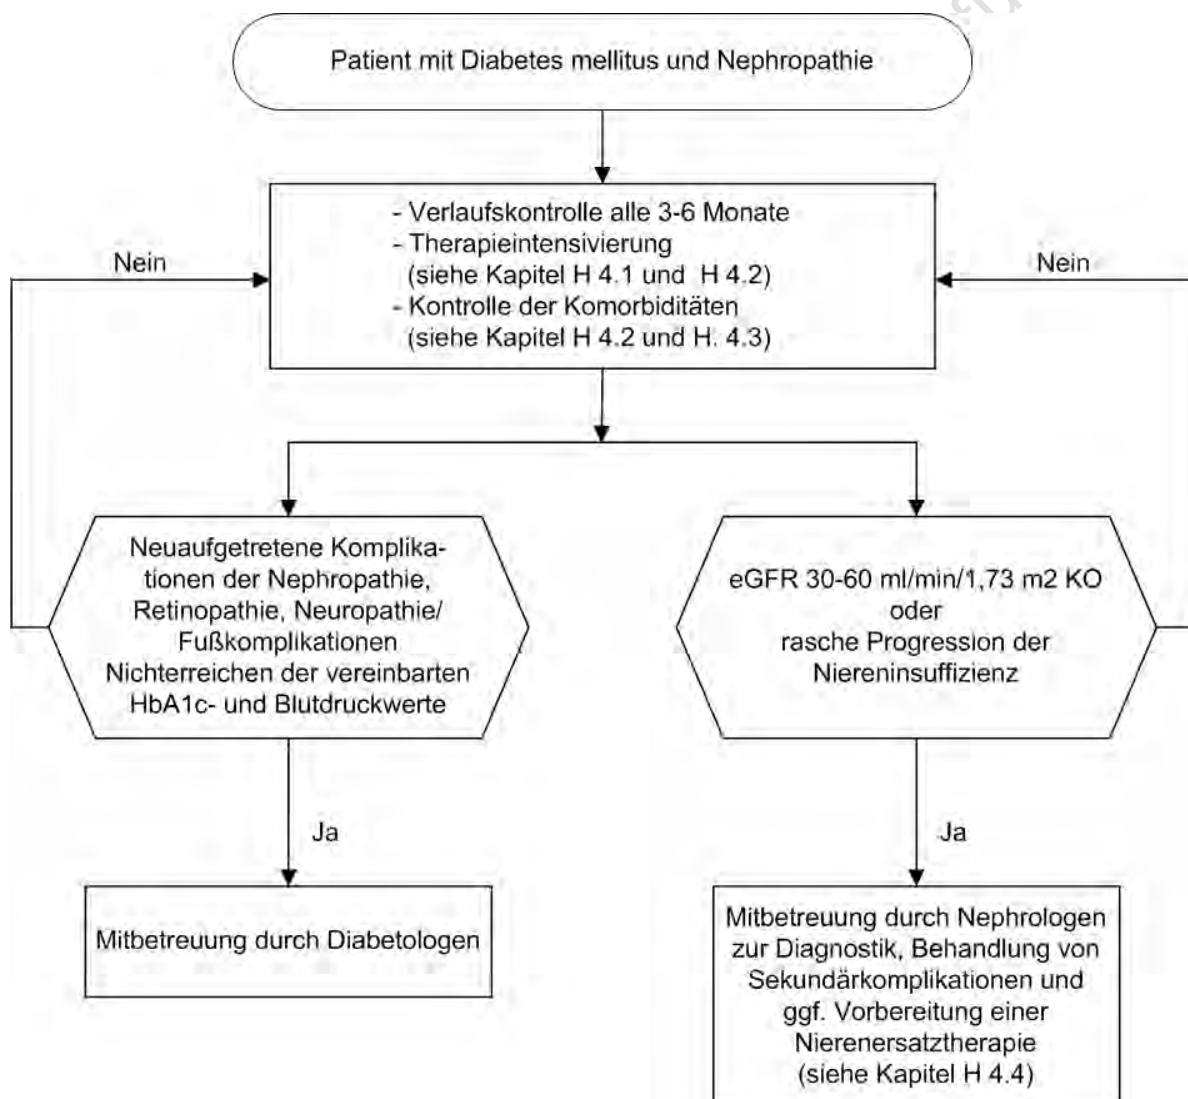 Patient mit Diabetes mellitus und Nephropathie
- Verlaufskontrolle alle 3-6 Monate
- Therapieintensivierung
(siehe Kapitel H 4.1 und H 4.2)
- Kontrolle der Komorbiditäten
(siehe Kapitel H 4.2 und H. 4.3)
Nein
Nein
Neuaufgetretene Komplika-
tionen der Nephropathie,
Retinopathie, Neuropathie/
Fußkomplikationen
Nichterreichen der vereinbarten
HbA1c- und Blutdruckwerte
eGFR 30-60 ml/min/1,73 m2 KO
oder
rasche Progression der
Niereninsuffizienz
Ja
Ja
Mitbetreuung durch Diabetologen
Mitbetreuung durch Nephrologen
zur Diagnostik, Behandlung von
Sekundärkomplikationen und
ggf. Vorbereitung einer
Nierenersatztherapie
(siehe Kapitel H 4.4)